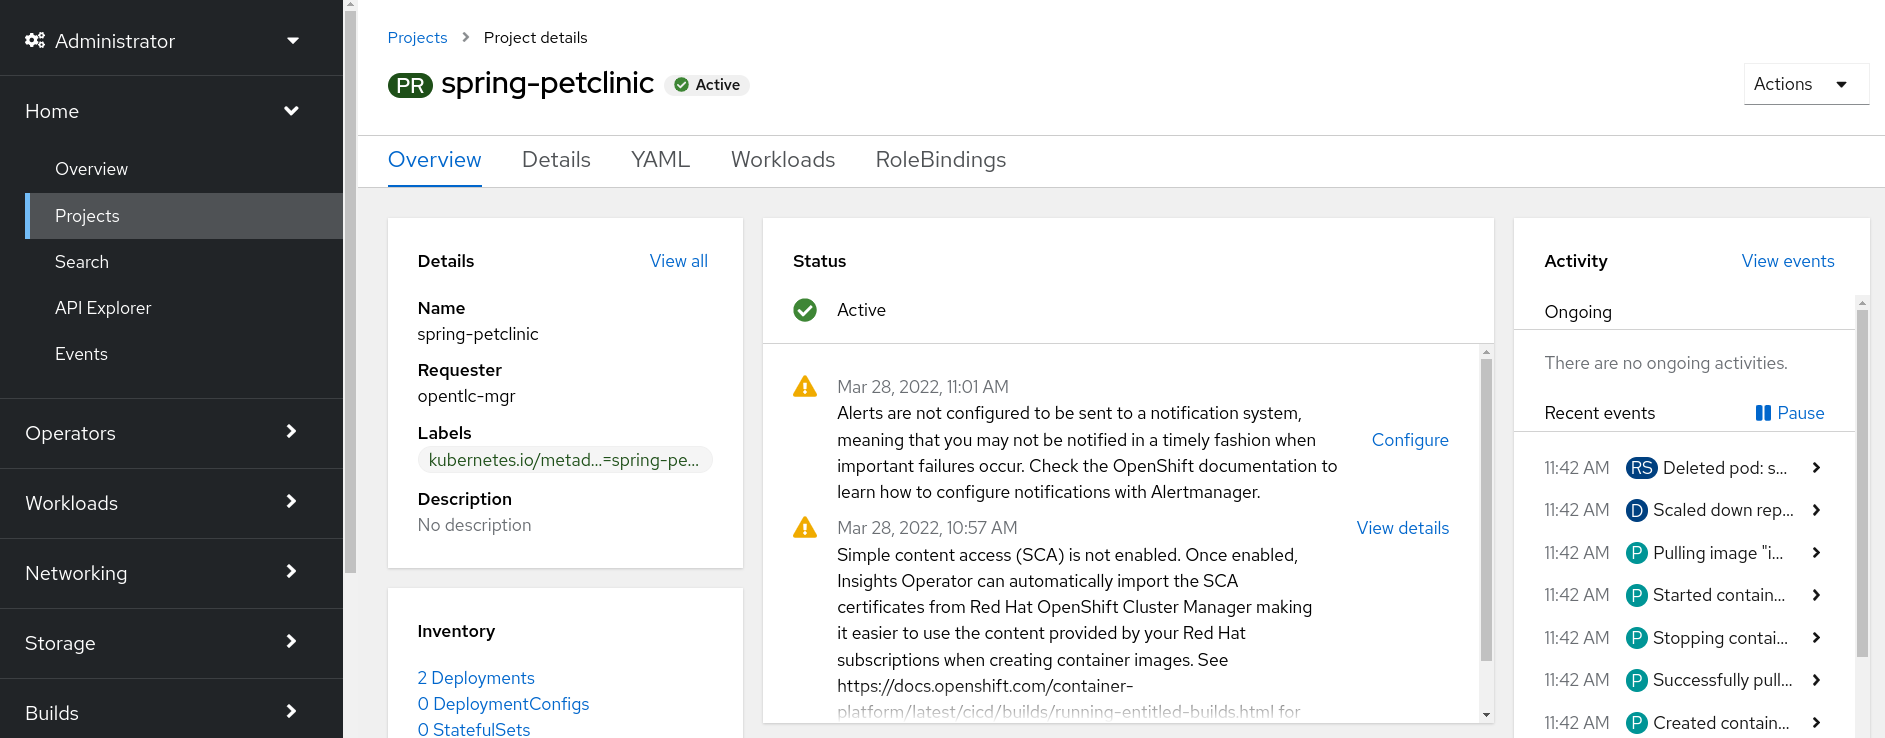 Administrator
Home
Overview
Projects
Search
API Explorer
Events
Operators
Workloads
Networking
Storage
Builds
Projects > Project details
PR spring-petclinic Active
Actions
Overview Details YAML Workloads RoleBindings
Details View all
Name
spring-petclinic
Requester
opentlc-mgr
Labels
kubernetes.io/metad...=spring-pe...
Description
No description
Inventory
2 Deployments
0 DeploymentConfigs
0 StatefulSets
Status
Active
Mar 28, 2022, 11:01 AM
Alerts are not configured to be sent to a notification system,
meaning that you may not be notified in a timely fashion when
important failures occur. Check the OpenShift documentation to
learn how to configure notifications with Alertmanager.
Configure
Mar 28, 2022, 10:57 AM
View details
Simple content access (SCA) is not enabled. Once enabled,
Insights Operator can automatically import the SCA
certificates from Red Hat OpenShift Cluster Manager making
it easier to use the content provided by your Red Hat
subscriptions when creating container images. See
https://docs.openshift.com/container-
platform/latest/cicd/builds/running-entitled-builds.html for
Activity View events
Ongoing
There are no ongoing activities.
Recent events Pause
11:42 AM RS Deleted pod: s...
11:42 AM D Scaled down rep...
11:42 AM P Pulling image "i...
11:42 AM P Started contain...
11:42 AM P Stopping contai...
11:42 AM P Successfully pull...
11:42 AM P Created contain...